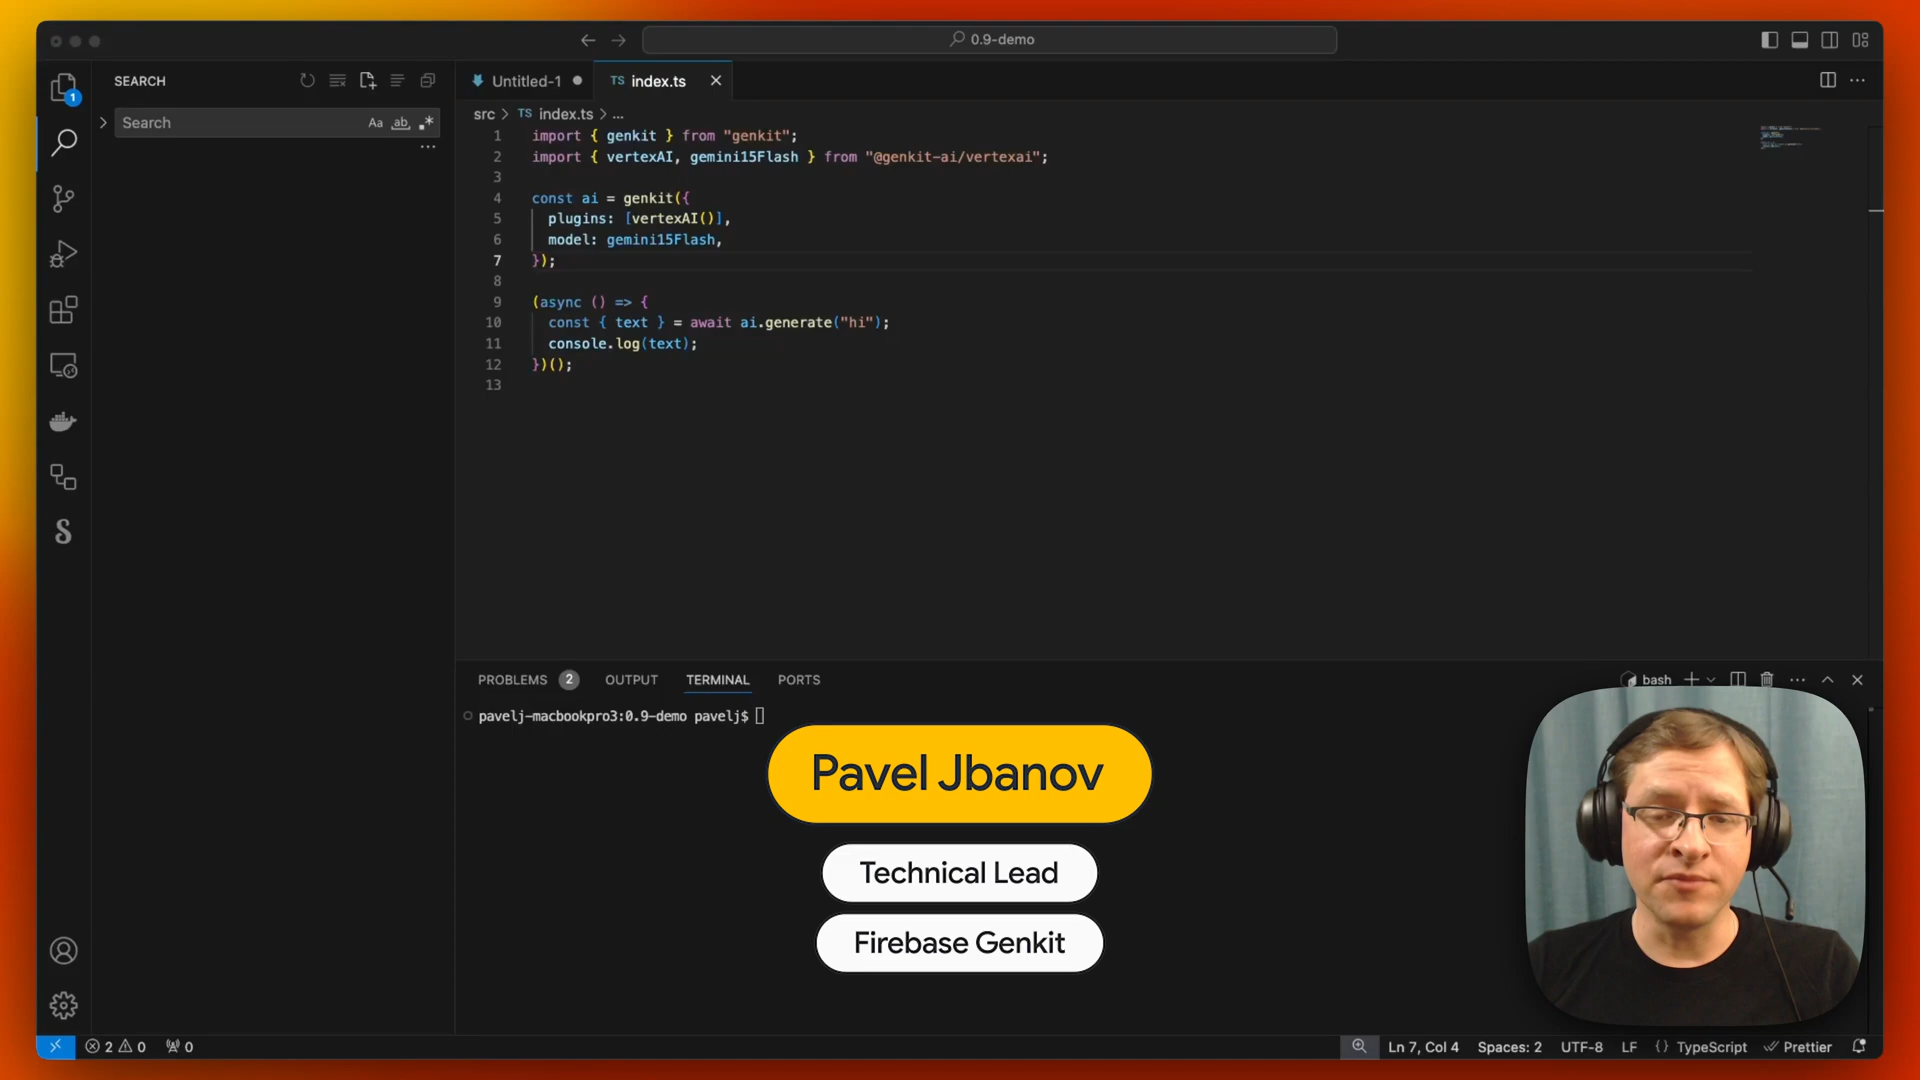 0.9-demo
SEARCH
Search
Aa
ab
1
Untitled-1
TS index.ts
src > TS index.ts > ...
1 import { genkit } from "genkit";
2 import { vertexAI, gemini15Flash } from "@genkit-ai/vertexai";
3
4 const ai = genkit({
5 plugins: [vertexAI()],
6 model: gemini15Flash,
7 });
8
9 (async () => {
10 const { text } = await ai.generate("hi");
11 console.log(text);
12 })();
13
PROBLEMS 2 OUTPUT TERMINAL PORTS
bash
pavelj-macbookpro3:0.9-demo pavelj$
Pavel Jbanov
Technical Lead
Firebase Genkit
2 0 0
Ln 7, Col 4 Spaces: 2 UTF-8 LF {} TypeScript Prettier